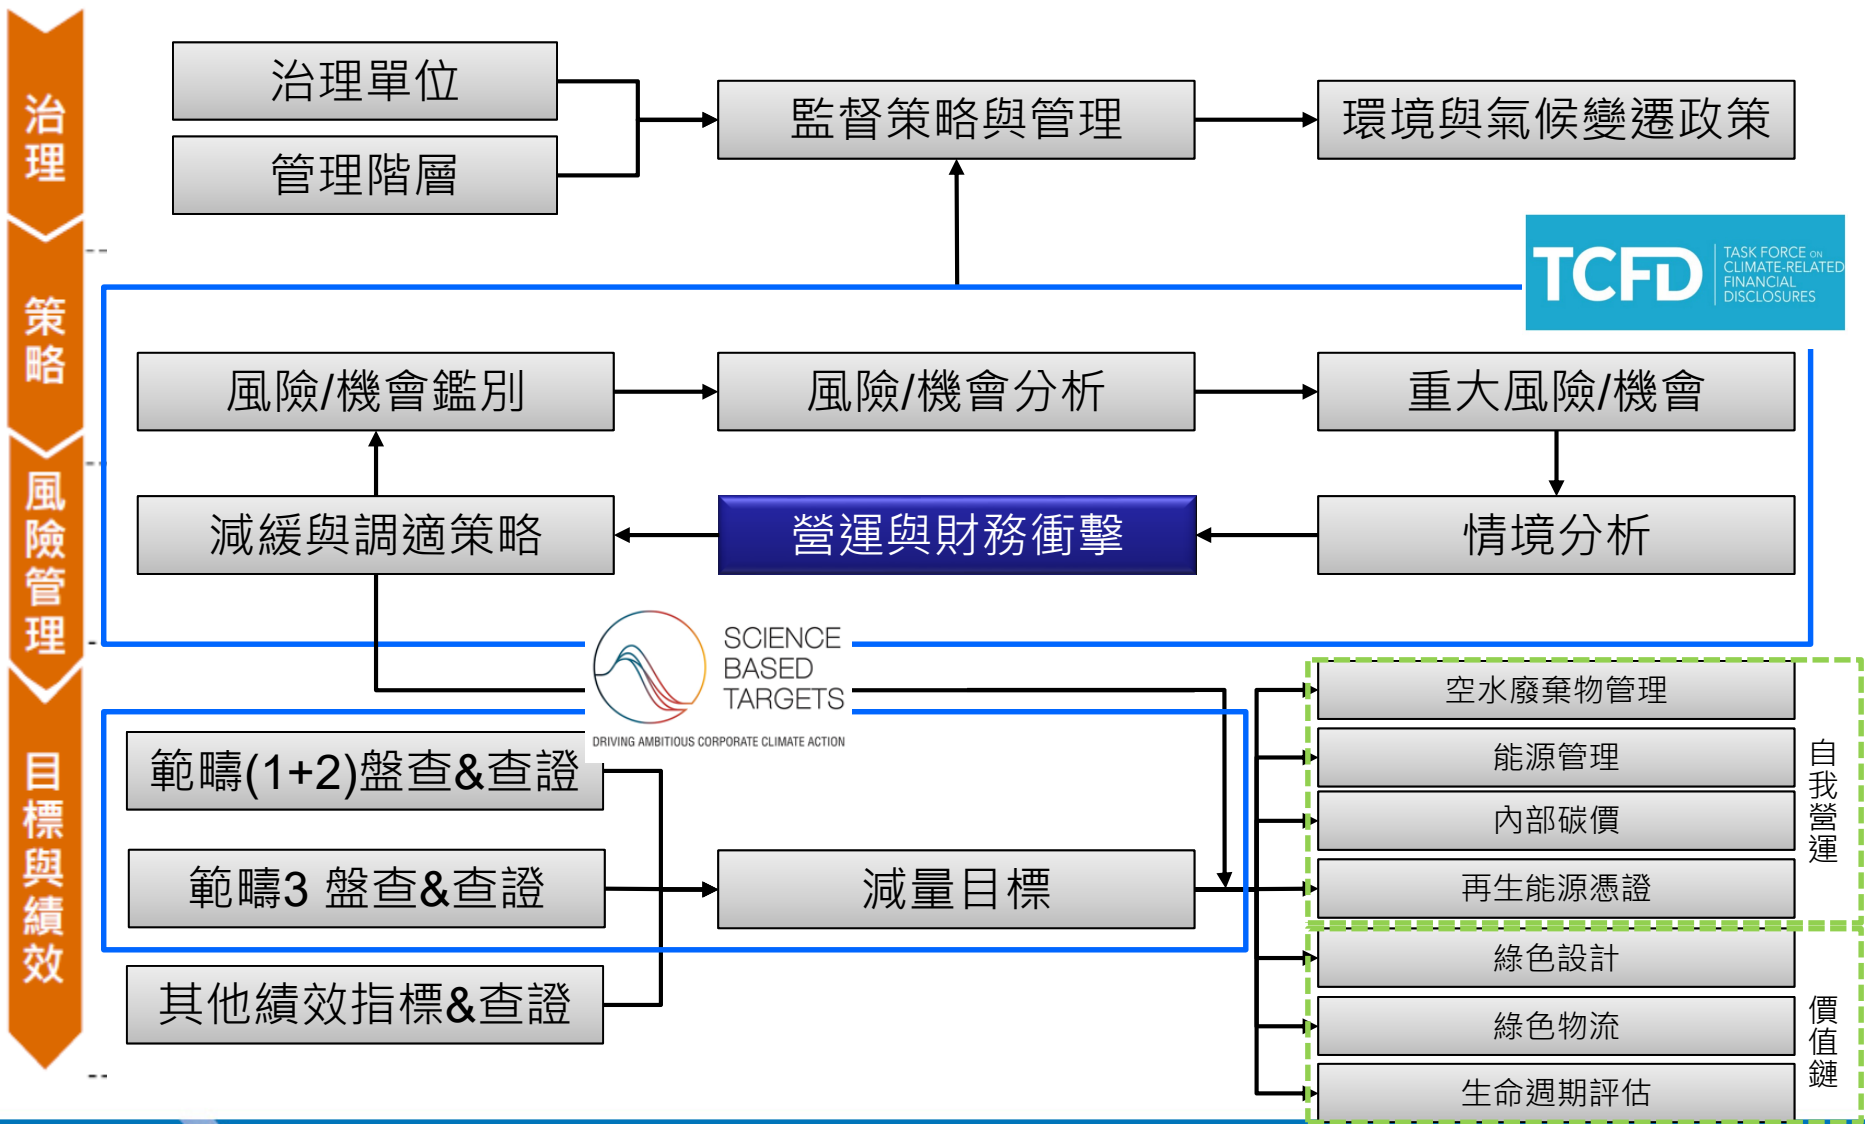 治理
治理單位
管理階層
監督策略與管理
環境與氣候變遷政策
TCFD
TASK FORCE ON
CLIMATE-RELATED
FINANCIAL
DISCLOSURES
策略
風險/機會鑑別
風險/機會分析
重大風險/機會
風險管理
減緩與調適策略
營運與財務衝擊
情境分析
SCIENCE
BASED
TARGETS
DRIVING AMBITIOUS CORPORATE CLIMATE ACTION
目標與績效
範疇(1+2)盤查&查證
範疇3 盤查&查證
其他績效指標&查證
減量目標
空水廢棄物管理
能源管理
內部碳價
再生能源憑證
自我營運
綠色設計
綠色物流
生命週期評估
價值鏈